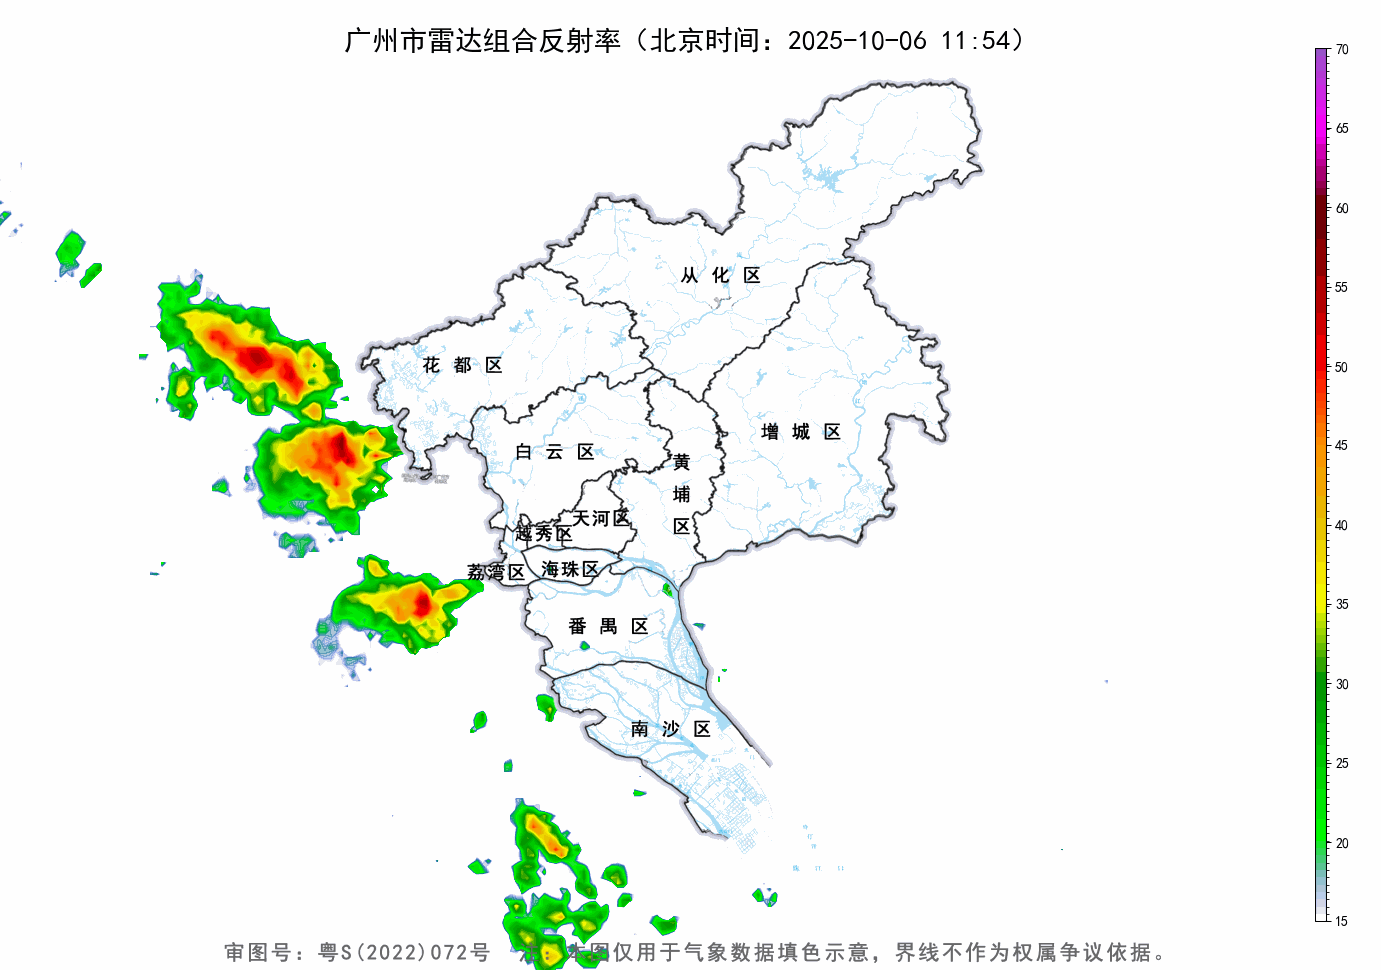 广州市雷达组合反射率（北京时间：2025-10-06 11:54）
70
65
60
55
50
45
40
35
30
25
20
15
从化区
花都区
增城区
白云区
黄埔区
天河区
越秀区
荔湾区
海珠区
番禺区
南沙区
审图号：粤S(2022)072号
本图仅用于气象数据填色示意，界线不作为权属争议依据。